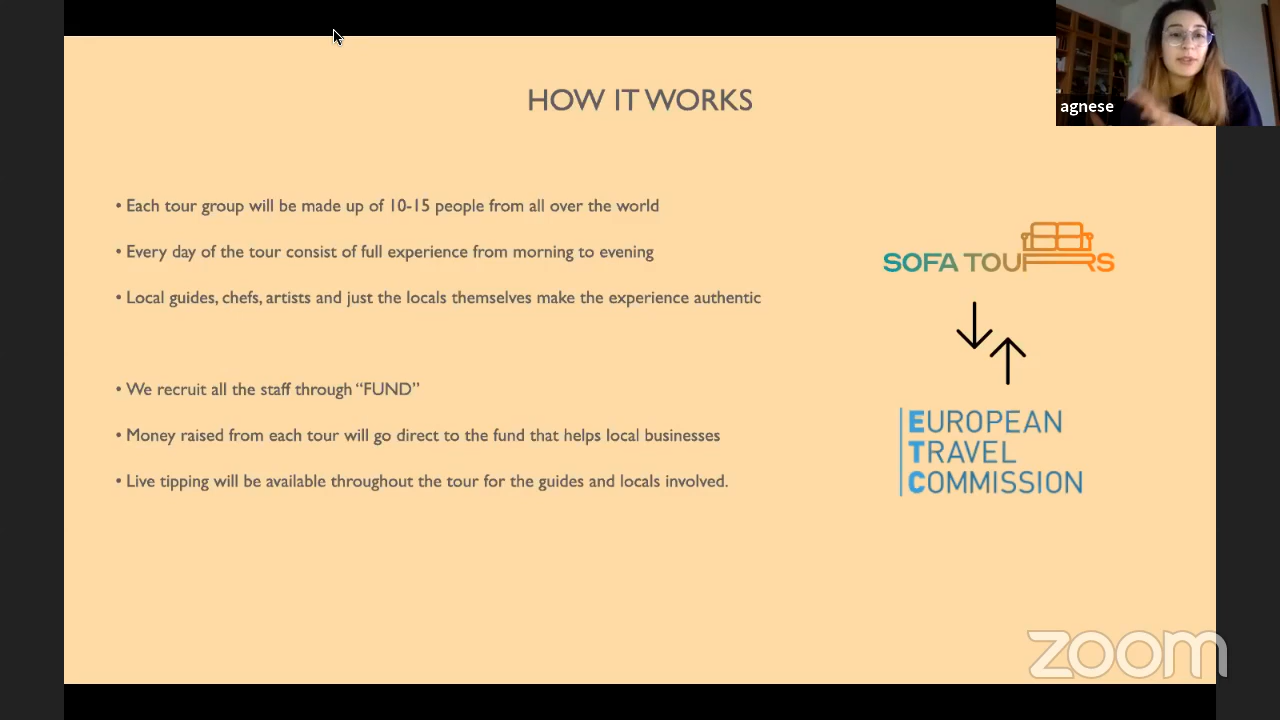 HOW IT WORKS
agnese
• Each tour group will be made up of 10-15 people from all over the world
• Every day of the tour consist of full experience from morning to evening
• Local guides, chefs, artists and just the locals themselves make the experience authentic
SOFA TOURS
• We recruit all the staff through “FUND”
• Money raised from each tour will go direct to the fund that helps local businesses
• Live tipping will be available throughout the tour for the guides and locals involved.
EUROPEAN
TRAVEL
COMMISSION
zoom